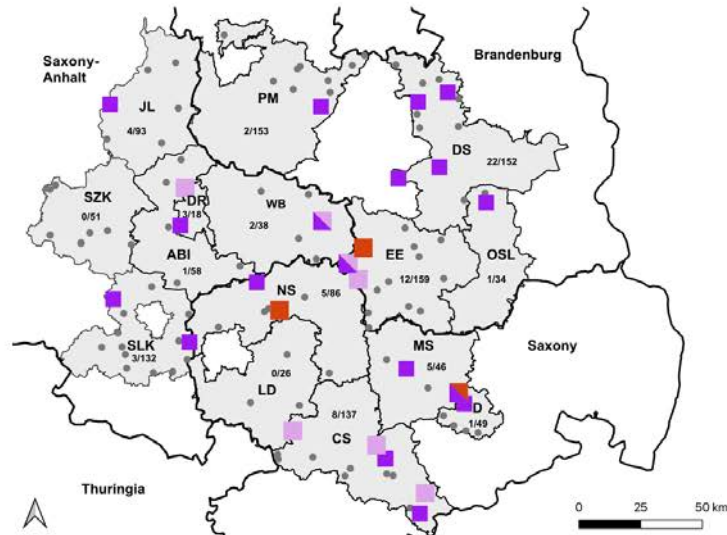 Saxony-
Anhalt
Brandenburg
JL
4/93
PM
2/153
DS
22/152
SZK
0/51
DR
3/18
WB
2/38
ABI
1/58
EE
12/159
OSL
1/34
NS
5/86
SLK
3/132
MS
5/46
Saxony
LD
0/26
D
1/49
8/137
CS
Thuringia
0 25 50 km